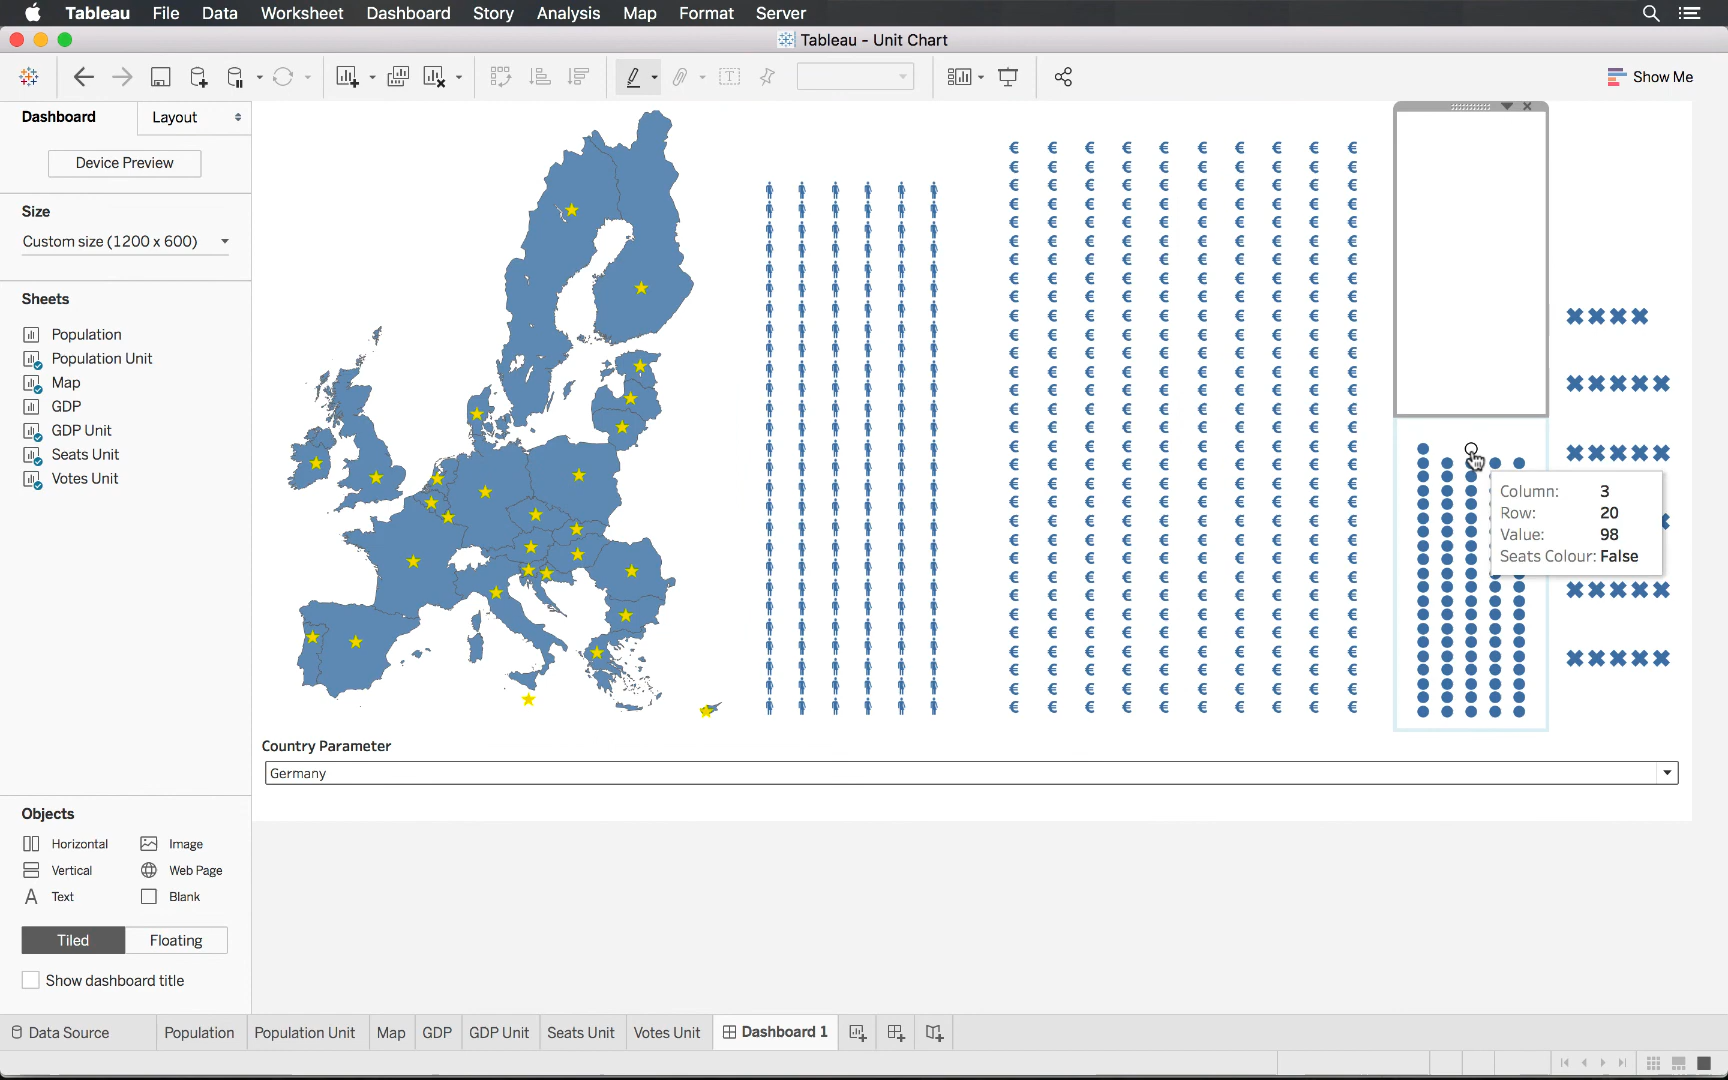 Tableau File Data Worksheet Dashboard Story Analysis Map Format Server
Tableau - Unit Chart
Show Me
Dashboard Layout
Device Preview
Size
Custom size (1200 x 600)
Sheets
Population
Population Unit
Map
GDP
GDP Unit
Seats Unit
Votes Unit
Column: 3
Row: 20
Value: 98
Seats Colour: False
Country Parameter
Germany
Objects
Horizontal Image
Vertical Web Page
A Text Blank
Tiled Floating
Show dashboard title
Data Source Population Population Unit Map GDP GDP Unit Seats Unit Votes Unit Dashboard 1